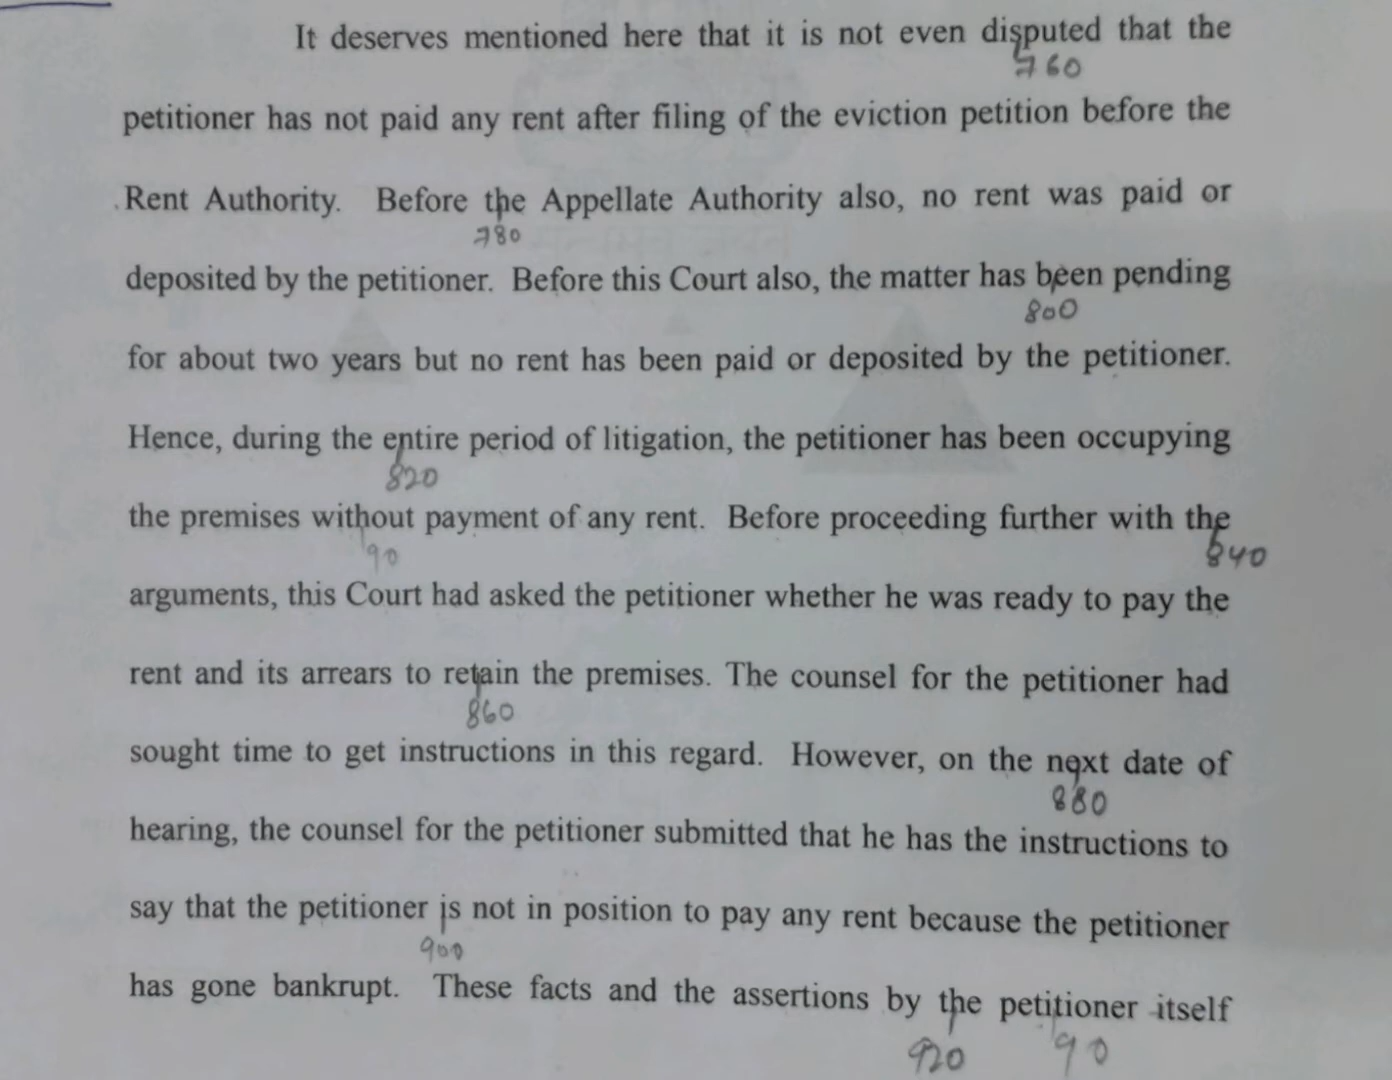 It deserves mentioned here that it is not even disputed that the
760
petitioner has not paid any rent after filing of the eviction petition before the
Rent Authority. Before the Appellate Authority also, no rent was paid or
780
deposited by the petitioner. Before this Court also, the matter has been pending
800
for about two years but no rent has been paid or deposited by the petitioner.
Hence, during the entire period of litigation, the petitioner has been occupying
820
the premises without payment of any rent. Before proceeding further with the
90 840
arguments, this Court had asked the petitioner whether he was ready to pay the
rent and its arrears to retain the premises. The counsel for the petitioner had
860
sought time to get instructions in this regard. However, on the next date of
880
hearing, the counsel for the petitioner submitted that he has the instructions to
say that the petitioner is not in position to pay any rent because the petitioner
900
has gone bankrupt. These facts and the assertions by the petitioner itself
920 90